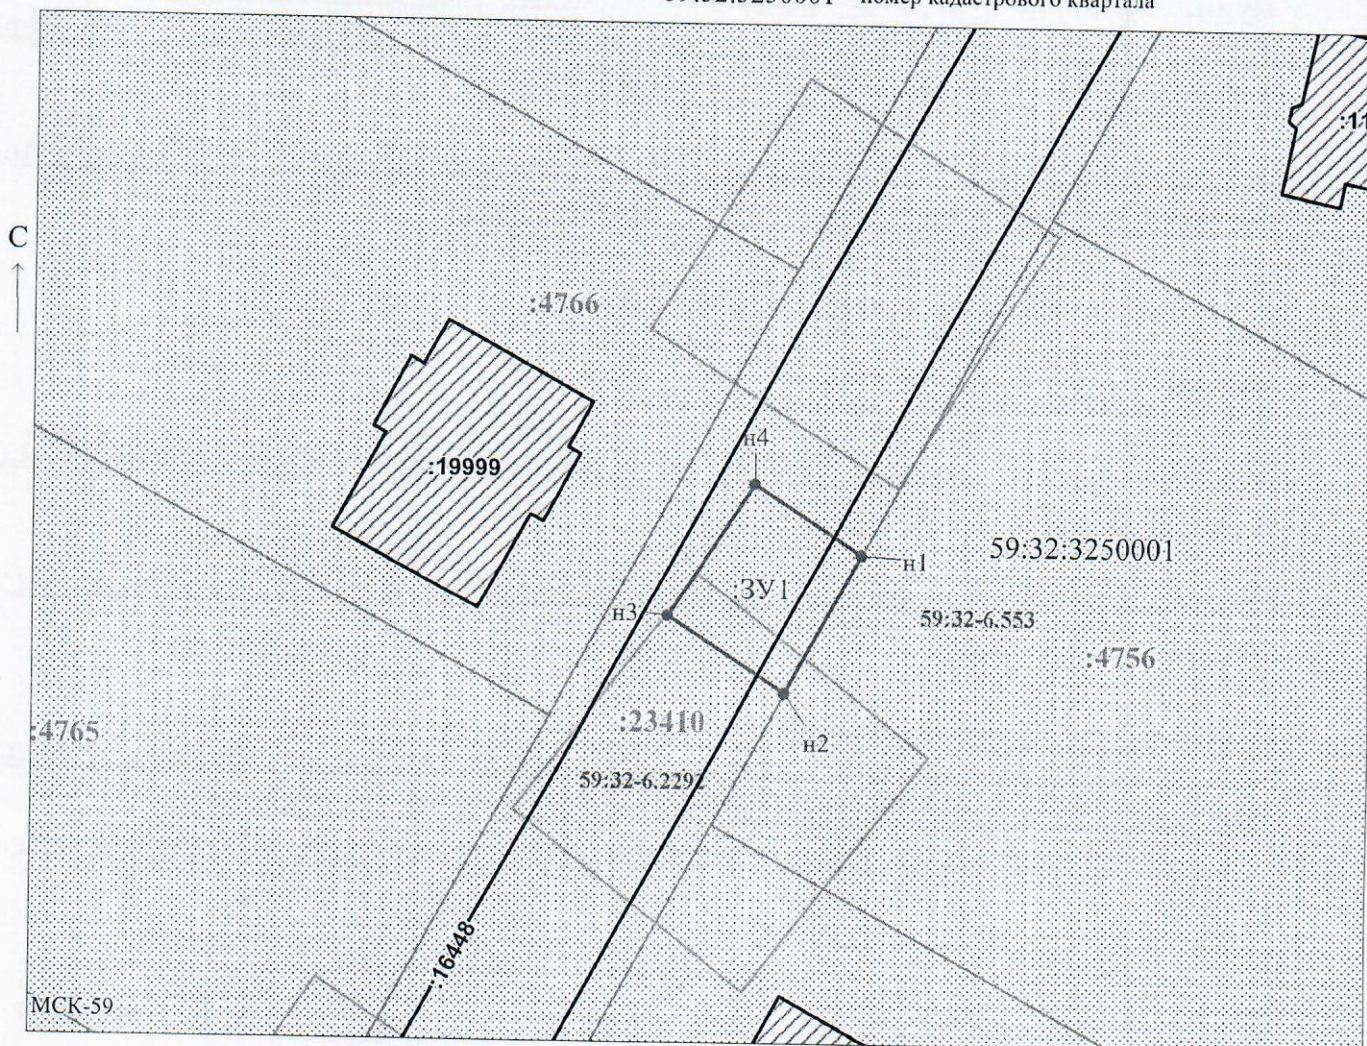 номер кадастрового квартала
С
:11
:4766
н4
:19999
59:32:3250001
н1
:ЗУ1
н3
59:32-6.553
:4756
:23410
:4765
н2
59:32-6.2292
:16448
МСК-59